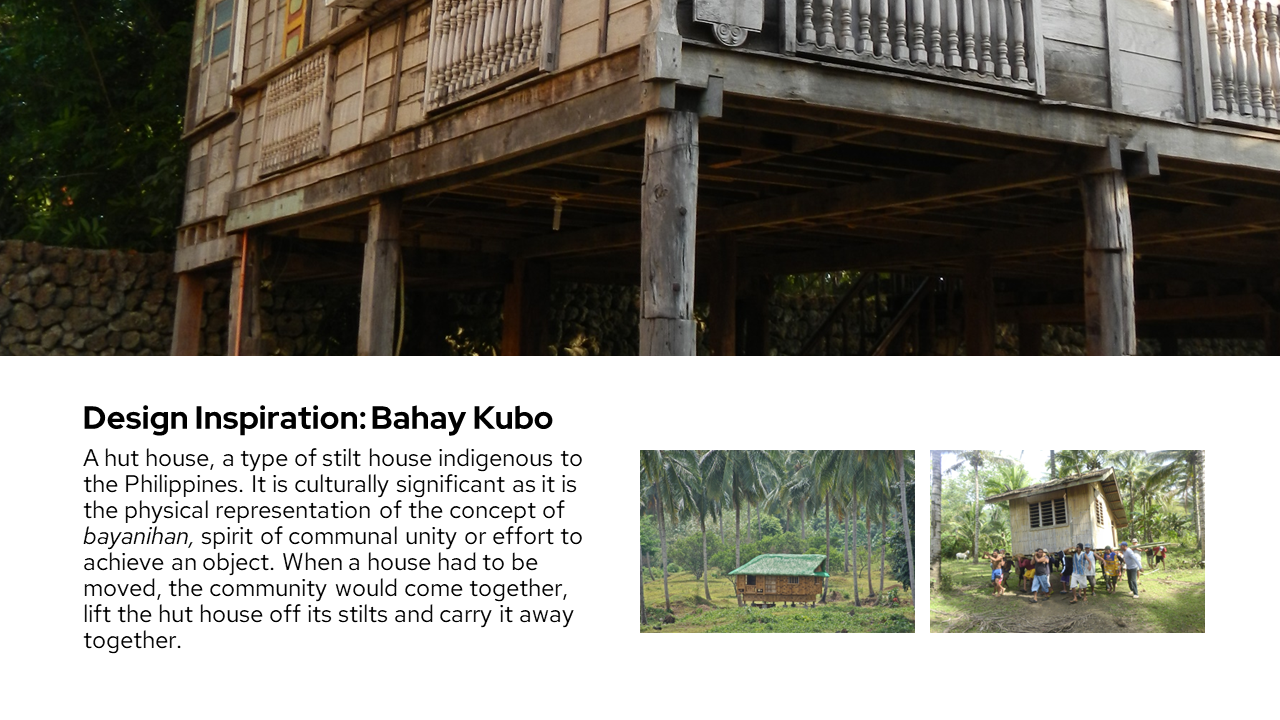 Design Inspiration: Bahay Kubo
A hut house, a type of stilt house indigenous to
the Philippines. It is culturally significant as it is
the physical representation of the concept of
bayanihan, spirit of communal unity or effort to
achieve an object. When a house had to be
moved, the community would come together,
lift the hut house off its stilts and carry it away
together.